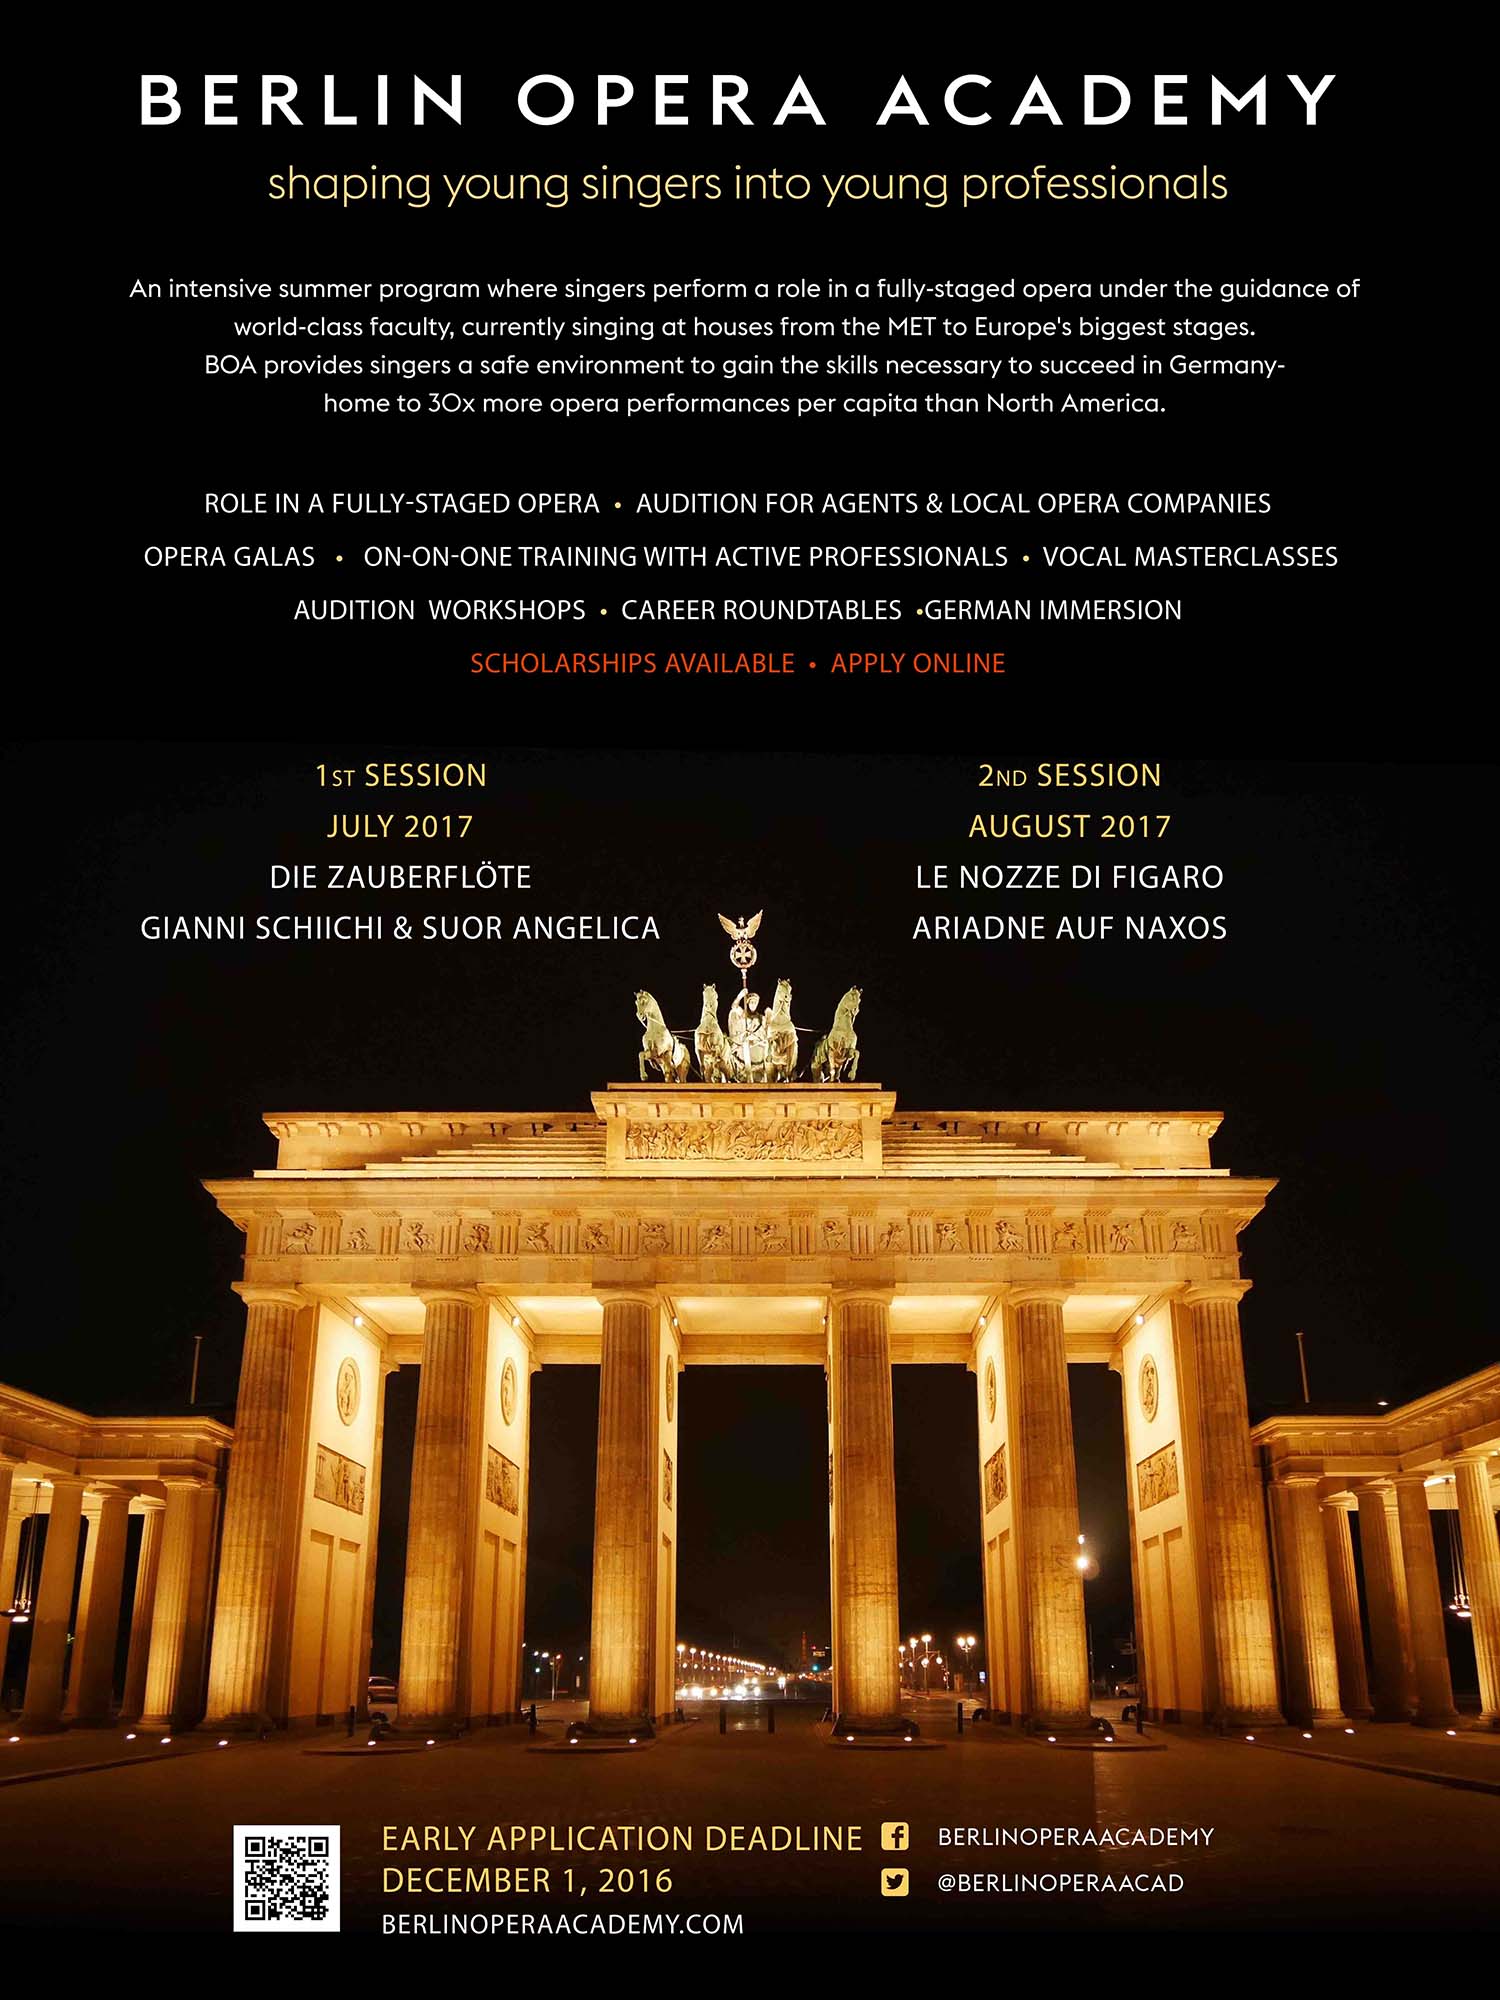 BERLIN OPERA ACADEMY
shaping young singers into young professionals
An intensive summer program where singers perform a role in a fully-staged opera under the guidance of
world-class faculty, currently singing at houses from the MET to Europe's biggest stages.
BOA provides singers a safe environment to gain the skills necessary to succeed in Germany-
home to 30x more opera performances per capita than North America.
ROLE IN A FULLY-STAGED OPERA • AUDITION FOR AGENTS & LOCAL OPERA COMPANIES
OPERA GALAS • ON-ON-ONE TRAINING WITH ACTIVE PROFESSIONALS • VOCAL MASTERCLASSES
AUDITION WORKSHOPS • CAREER ROUNDTABLES •GERMAN IMMERSION
SCHOLARSHIPS AVAILABLE • APPLY ONLINE
1ST SESSION
JULY 2017
DIE ZAUBERFLÖTE
GIANNI SCHIICHI & SUOR ANGELICA
2ND SESSION
AUGUST 2017
LE NOZZE DI FIGARO
ARIADNE AUF NAXOS
EARLY APPLICATION DEADLINE
DECEMBER 1, 2016
BERLINOPERAACADEMY.COM
BERLINOPERAACADEMY
@BERLINOPERAACAD